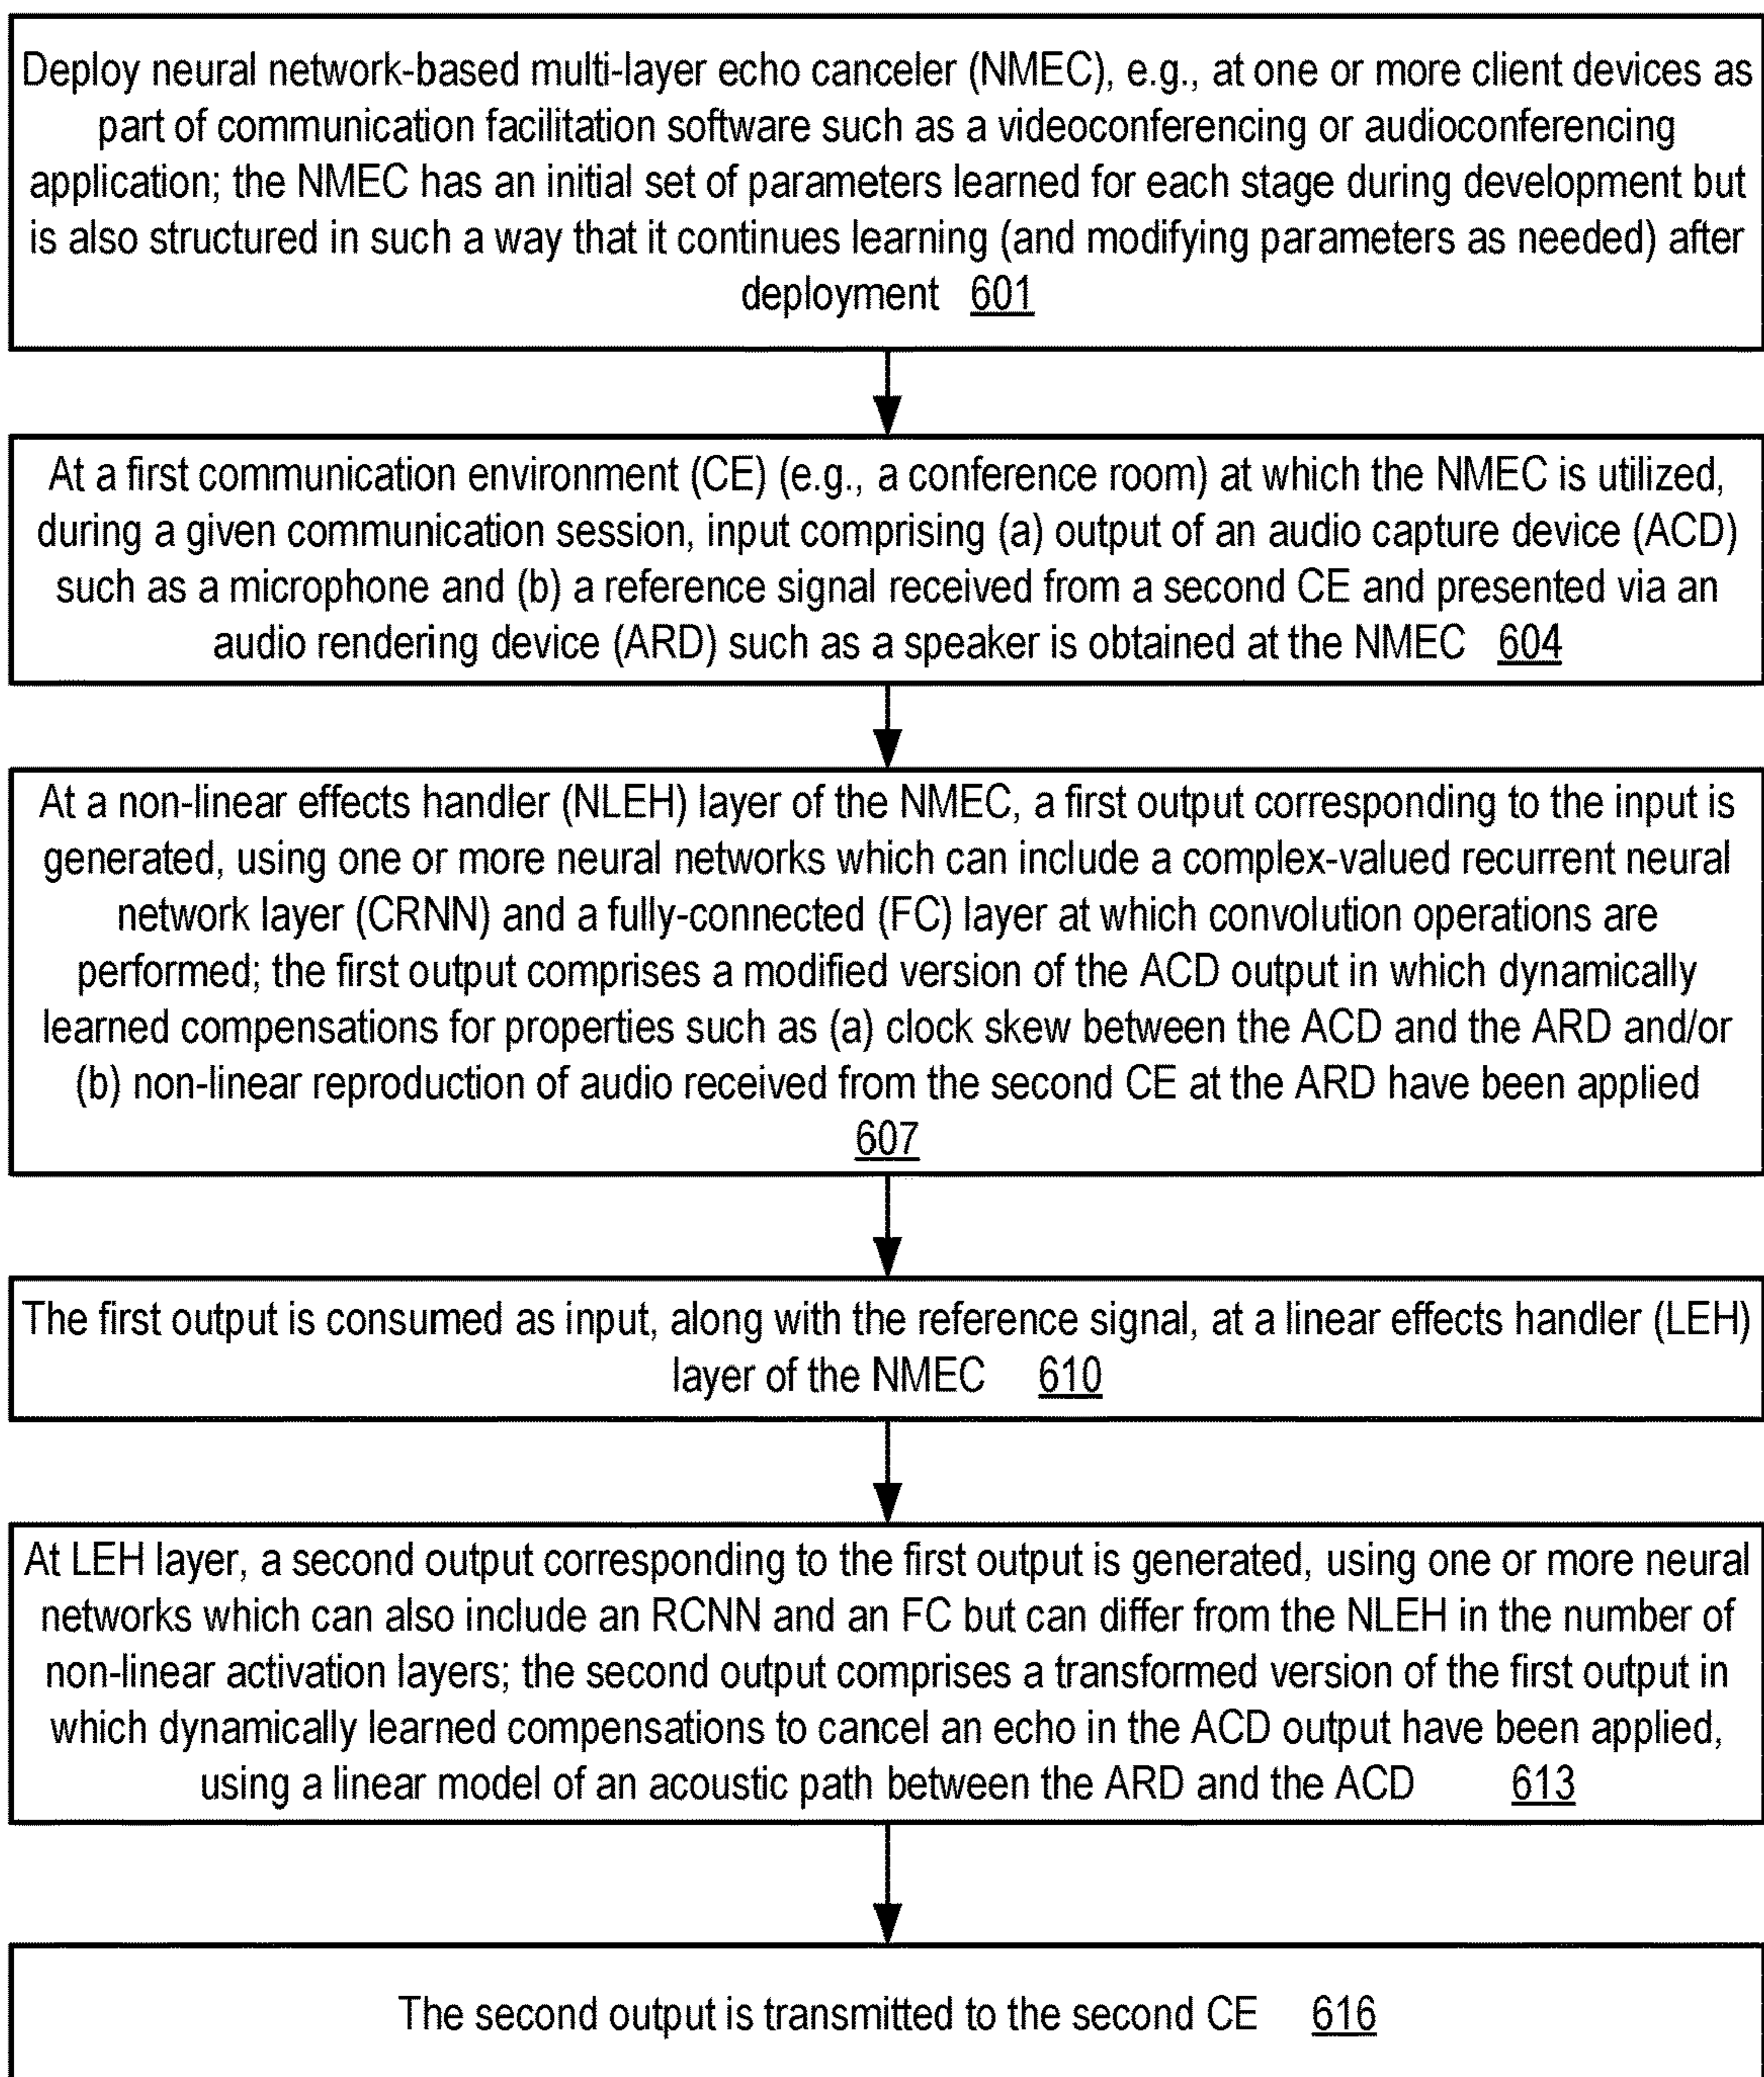 Deploy neural network-based multi-layer echo canceler (NMEC), e.g., at one or more client devices as
part of communication facilitation software such as a videoconferencing or audioconferencing
application; the NMEC has an initial set of parameters learned for each stage during development but
is also structured in such a way that it continues learning (and modifying parameters as needed) after
deployment 601
At a first communication environment (CE) (e.g., a conference room) at which the NMEC is utilized,
during a given communication session, input comprising (a) output of an audio capture device (ACD)
such as a microphone and (b) a reference signal received from a second CE and presented via an
audio rendering device (ARD) such as a speaker is obtained at the NMEC 604
At a non-linear effects handler (NLEH) layer of the NMEC, a first output corresponding to the input is
generated, using one or more neural networks which can include a complex-valued recurrent neural
network layer (CRNN) and a fully-connected (FC) layer at which convolution operations are
performed; the first output comprises a modified version of the ACD output in which dynamically
learned compensations for properties such as (a) clock skew between the ACD and the ARD and/or
(b) non-linear reproduction of audio received from the second CE at the ARD have been applied
607
The first output is consumed as input, along with the reference signal, at a linear effects handler (LEH)
layer of the NMEC 610
At LEH layer, a second output corresponding to the first output is generated, using one or more neural
networks which can also include an RCNN and an FC but can differ from the NLEH in the number of
non-linear activation layers; the second output comprises a transformed version of the first output in
which dynamically learned compensations to cancel an echo in the ACD output have been applied,
using a linear model of an acoustic path between the ARD and the ACD 613
The second output is transmitted to the second CE 616